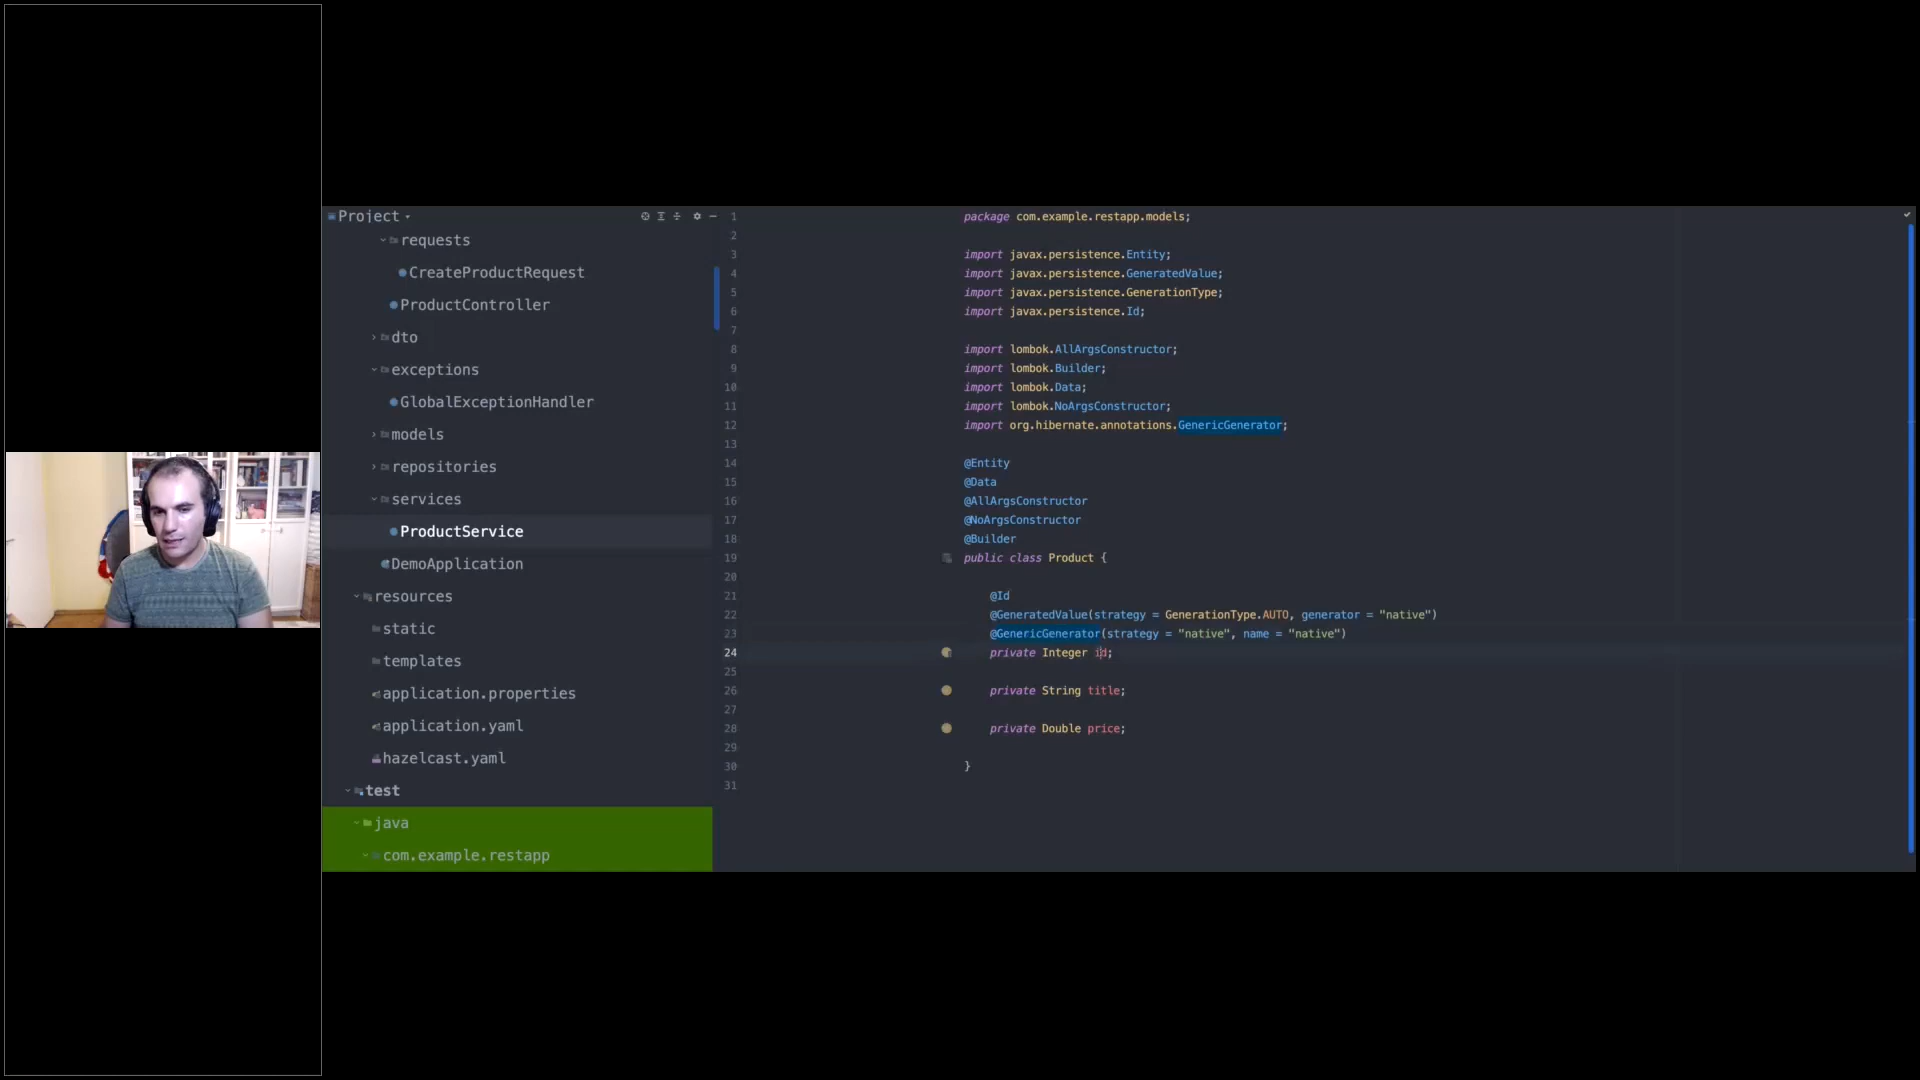 Project
requests
CreateProductRequest
ProductController
dto
exceptions
GlobalExceptionHandler
models
repositories
services
ProductService
DemoApplication
resources
static
templates
application.properties
application.yaml
hazelcast.yaml
test
java
com.example.restapp
1 package com.example.restapp.models;
2
3 import javax.persistence.Entity;
4 import javax.persistence.GeneratedValue;
5 import javax.persistence.GenerationType;
6 import javax.persistence.Id;
7
8 import lombok.AllArgsConstructor;
9 import lombok.Builder;
10 import lombok.Data;
11 import lombok.NoArgsConstructor;
12 import org.hibernate.annotations.GenericGenerator;
13
14 @Entity
15 @Data
16 @AllArgsConstructor
17 @NoArgsConstructor
18 @Builder
19 public class Product {
20
21 @Id
22 @GeneratedValue(strategy = GenerationType.AUTO, generator = "native")
23 @GenericGenerator(strategy = "native", name = "native")
24 private Integer id;
25
26 private String title;
27
28 private Double price;
29
30 }
31